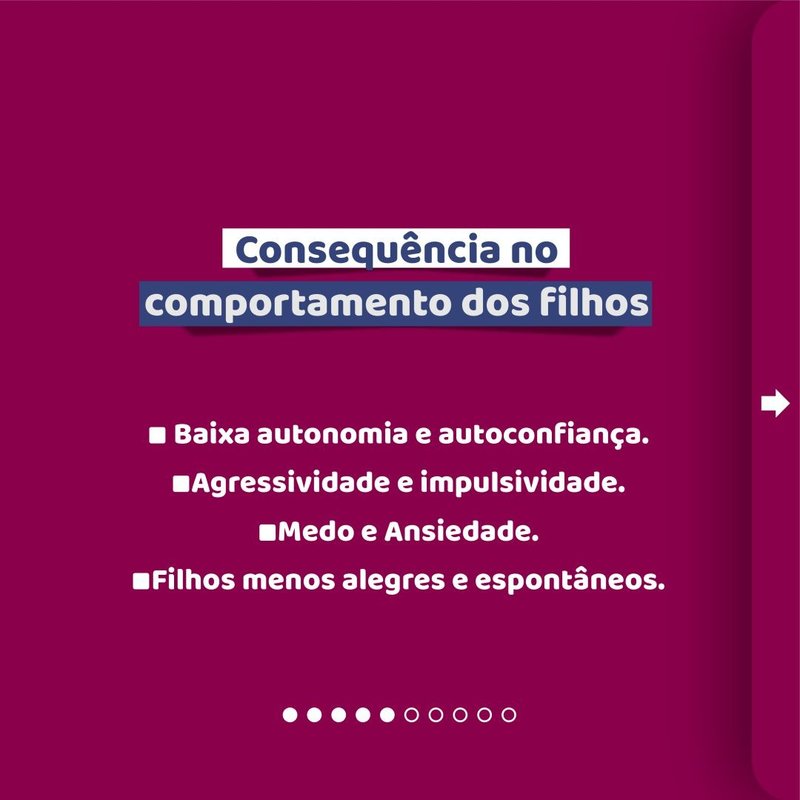 Consequência no
comportamento dos filhos
■ Baixa autonomia e autoconfiança.
■Agressividade e impulsividade.
■Medo e Ansiedade.
■Filhos menos alegres e espontâneos.